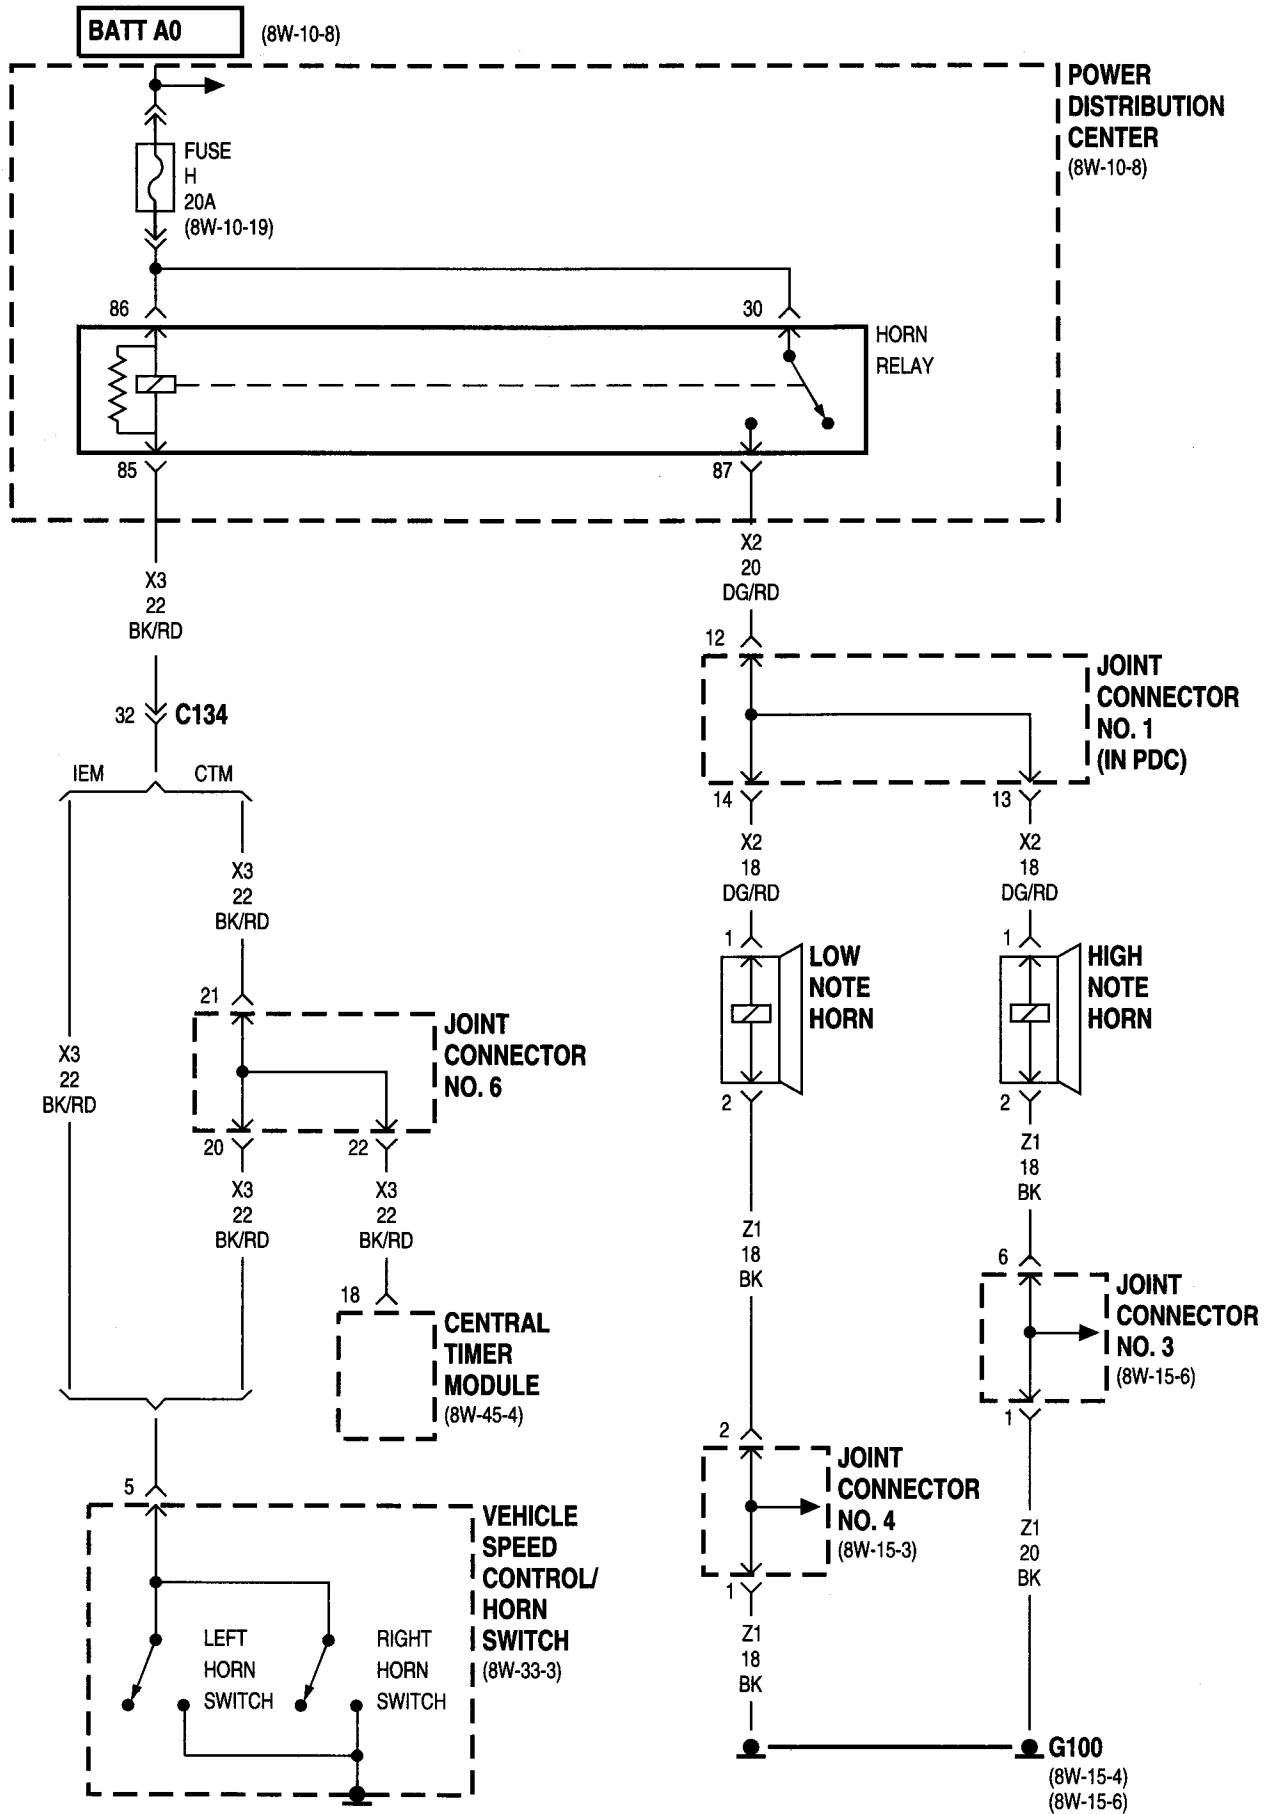 BATT A0
(8W-10-8)
POWER
DISTRIBUTION
CENTER
(8W-10-8)
FUSE
H
20A
(8W-10-19)
86
30
HORN
RELAY
85
87
X3
22
BK/RD
X2
20
DG/RD
12
JOINT
CONNECTOR
NO. 1
(IN PDC)
32
C134
IEM
CTM
14
13
X3
22
BK/RD
X2
18
DG/RD
X2
18
DG/RD
1
LOW
NOTE
HORN
1
HIGH
NOTE
HORN
21
JOINT
CONNECTOR
NO. 6
X3
22
BK/RD
20
22
2
2
X3
22
BK/RD
X3
22
BK/RD
Z1
18
BK
Z1
18
BK
18
CENTRAL
TIMER
MODULE
(8W-45-4)
6
JOINT
CONNECTOR
NO. 3
(8W-15-6)
1
2
JOINT
CONNECTOR
NO. 4
(8W-15-3)
1
5
VEHICLE
SPEED
CONTROL/
HORN
SWITCH
(8W-33-3)
LEFT
HORN
SWITCH
RIGHT
HORN
SWITCH
Z1
18
BK
Z1
20
BK
G100
(8W-15-4)
(8W-15-6)